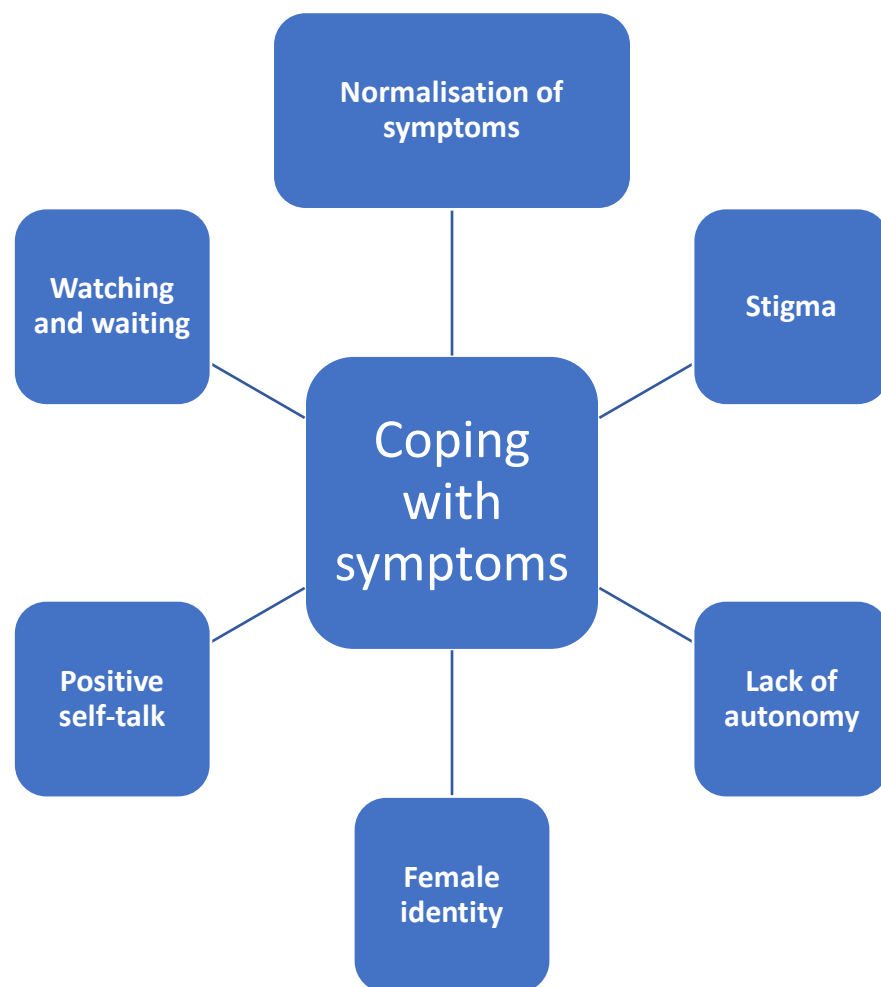 Normalisation of
symptoms
Watching
and waiting
Stigma
Coping
with
symptoms
Positive
self-talk
Lack of
autonomy
Female
identity